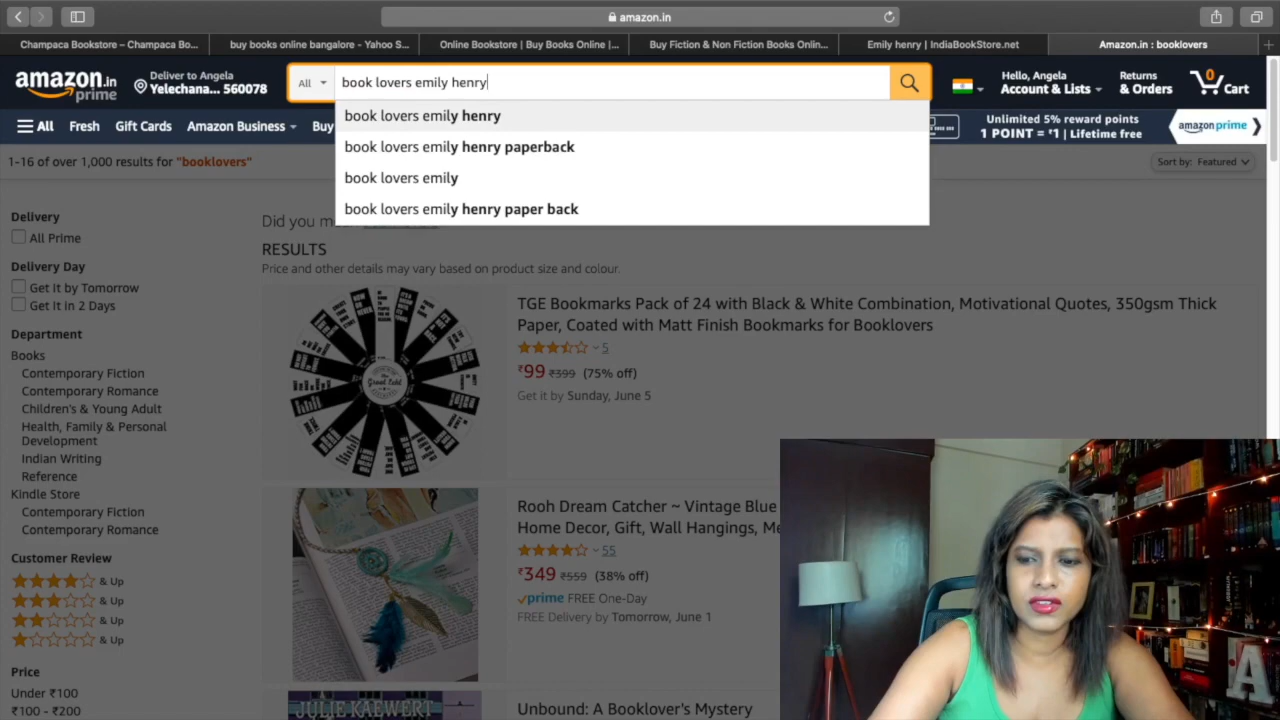 amazon.in
Champaca Bookstore – Champaca Bo...
buy books online bangalore - Yahoo S...
Online Bookstore | Buy Books Online |...
Buy Fiction & Non Fiction Books Onlin...
Emily henry | IndiaBookStore.net
Amazon.in : booklovers
amazon.in
prime
Deliver to Angela
Yelechana... 560078
All
book lovers emily henry
Hello, Angela
Account & Lists
Returns
& Orders
0
Cart
All
Fresh
Gift Cards
Amazon Business
Buy
Unlimited 5% reward points
1 POINT = ₹1 | Lifetime free
amazon prime
book lovers emily henry
book lovers emily henry paperback
book lovers emily
book lovers emily henry paper back
1-16 of over 1,000 results for "booklovers"
Sort by: Featured
Delivery
All Prime
Delivery Day
Get It by Tomorrow
Get It in 2 Days
Department
Books
Contemporary Fiction
Contemporary Romance
Children's & Young Adult
Health, Family & Personal
Development
Indian Writing
Reference
Kindle Store
Contemporary Fiction
Contemporary Romance
Customer Review
& Up
& Up
& Up
& Up
Price
Under ₹100
₹100 - ₹200
Did you me
RESULTS
Price and other details may vary based on product size and colour.
TGE Bookmarks Pack of 24 with Black & White Combination, Motivational Quotes, 350gsm Thick
Paper, Coated with Matt Finish Bookmarks for Booklovers
5
₹99 ₹399 (75% off)
Get it by Sunday, June 5
Rooh Dream Catcher ~ Vintage Blue
Home Decor, Gift, Wall Hangings, Me
55
₹349 ₹559 (38% off)
prime FREE One-Day
FREE Delivery by Tomorrow, June 1
JULIE KAEWERT
Unbound: A Booklover's Mystery